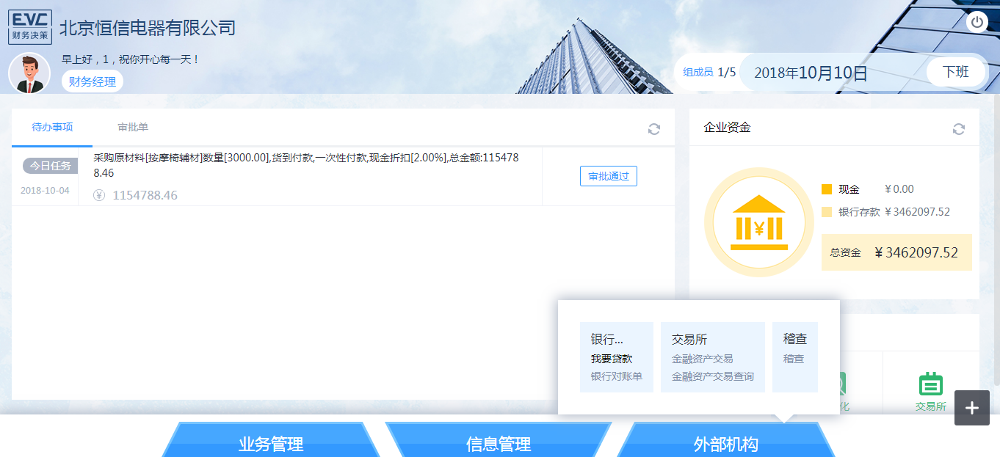 EVC
财务决策
北京恒信电器有限公司
早上好，1，祝你开心每一天！
财务经理
组成员 1/5
2018年10月10日
下班
待办事项
审批单
今日任务
2018-10-04
采购原材料[按摩椅辅材]数量[3000.00],货到付款,一次性付款,现金折扣[2.00%],总金额:115478
8.46
¥ 1154788.46
审批通过
企业资金
¥
现金 ¥0.00
银行存款 ¥3462097.52
总资金 ¥3462097.52
银行...
我要贷款
银行对账单
交易所
金融资产交易
金融资产交易查询
稽查
稽查
化
交易所
+
业务管理
信息管理
外部机构